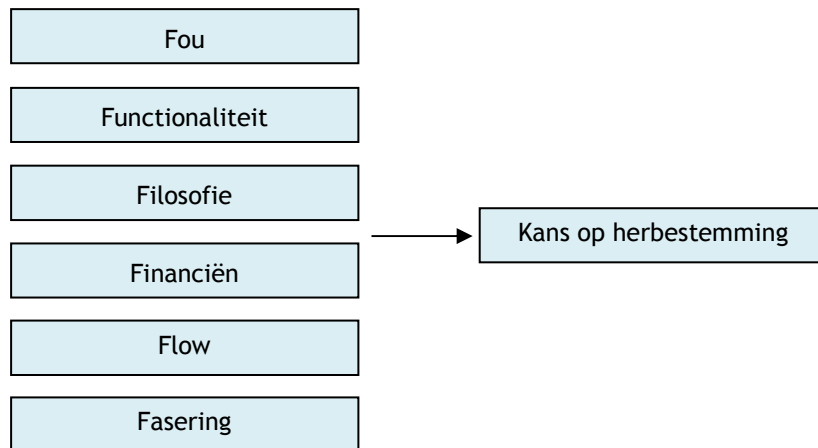 Fou
Functionaliteit
Filosofie
Kans op herbestemming
Financiën
Flow
Fasering